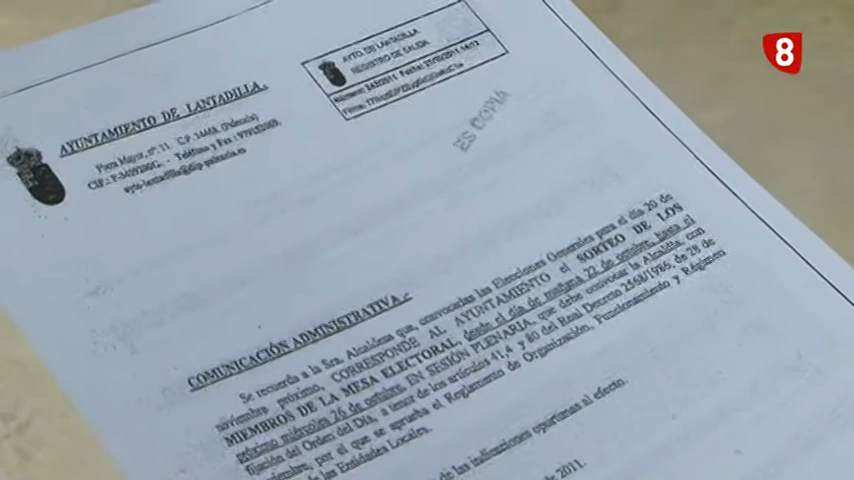 8
AYTO. DE LANTADILLA
REGISTRO DE SALIDA
ES COPIA
AYUNTAMIENTO DE LANTADILLA.
Plaza Mayor, nº 11. C.P. 34468. (Palencia)
Teléfono y Fax:
COMUNICACIÓN ADMINISTRATIVA.-
Se recuerda a la Sra. Alcaldesa que, convocadas las Elecciones Generales para el día 20 de
noviembre próximo, CORRESPONDE AL AYUNTAMIENTO el SORTEO DE LOS
MIEMBROS DE LA MESA ELECTORAL, desde el día de mañana 22 de octubre, hasta el
próximo miércoles 26 de octubre, EN SESIÓN PLENARIA, que debe convocar la Alcaldía, con
fijación del Orden del Día, a tenor de los artículos 41,4 y 80 del Real Decreto 2568/1986, de 28 de
noviembre, por el que se aprueba el Reglamento de Organización, Funcionamiento y Régimen
de las Entidades Locales.
de las indicaciones oportunas al efecto.
de 2011.